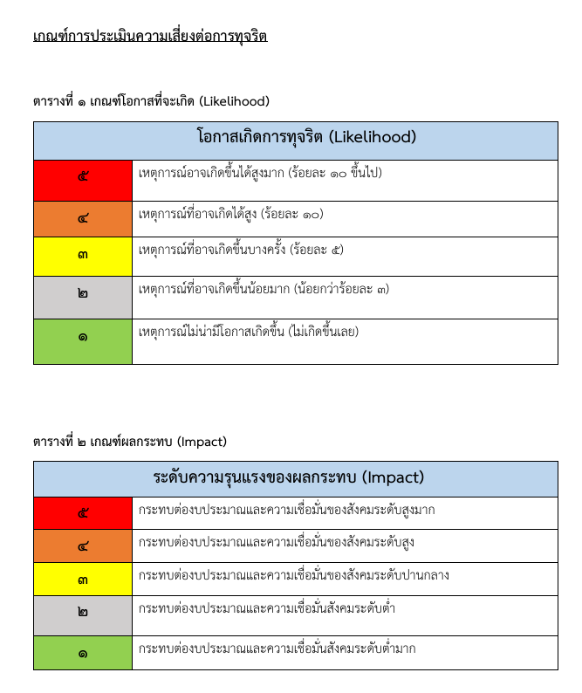 เกณฑ์การประเมินความเสี่ยงต่อการทุจริต
ตารางที่ ๑ เกณฑ์โอกาสที่จะเกิด (Likelihood)
โอกาสเกิดการทุจริต (Likelihood)
๕ เหตุการณ์อาจเกิดขึ้นได้สูงมาก (ร้อยละ ๑๐ ขึ้นไป)
๔ เหตุการณ์ที่อาจเกิดได้สูง (ร้อยละ ๑๐)
๓ เหตุการณ์ที่อาจเกิดขึ้นบางครั้ง (ร้อยละ ๕)
๒ เหตุการณ์ที่อาจเกิดขึ้นน้อยมาก (น้อยกว่าร้อยละ ๓)
๑ เหตุการณ์ไม่น่ามีโอกาสเกิดขึ้น (ไม่เกิดขึ้นเลย)
ตารางที่ ๒ เกณฑ์ผลกระทบ (Impact)
ระดับความรุนแรงของผลกระทบ (Impact)
๕ กระทบต่องบประมาณและความเชื่อมั่นของสังคมระดับสูงมาก
๔ กระทบต่องบประมาณและความเชื่อมั่นของสังคมระดับสูง
๓ กระทบต่องบประมาณและความเชื่อมั่นของสังคมระดับปานกลาง
๒ กระทบต่องบประมาณและความเชื่อมั่นสังคมระดับต่ำ
๑ กระทบต่องบประมาณและความเชื่อมั่นสังคมระดับต่ำมาก